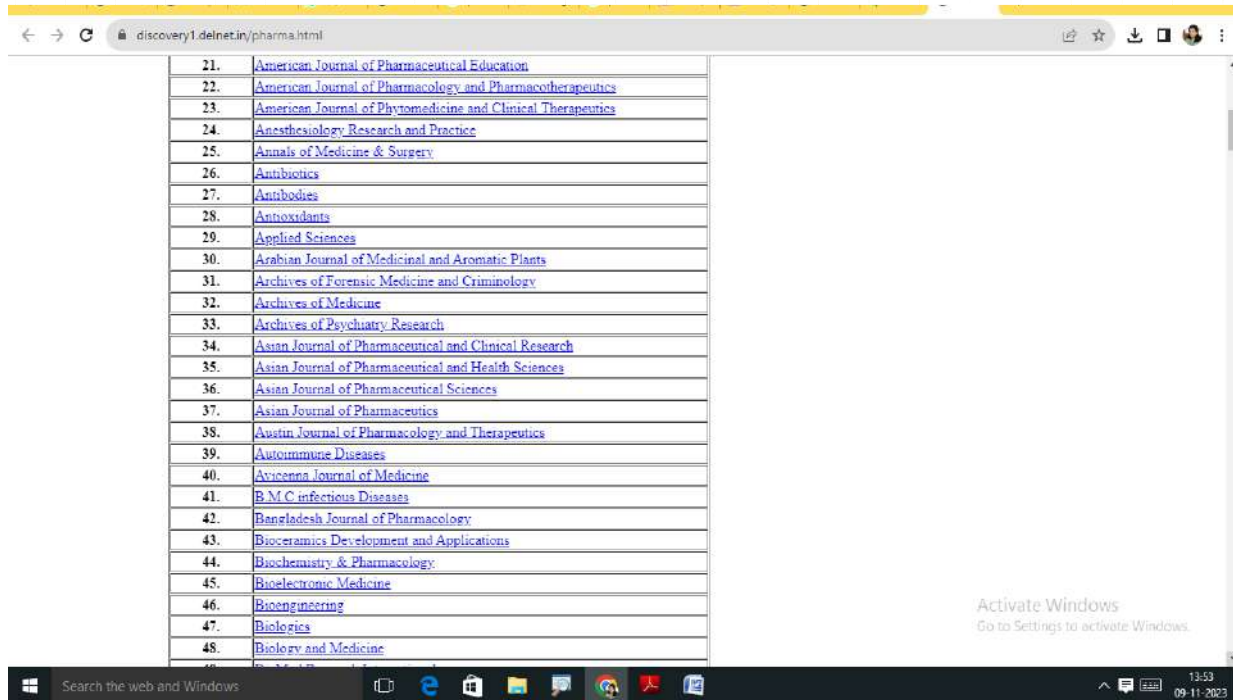 discovery1.delnet.in/pharma.html
21. American Journal of Pharmaceutical Education
22. American Journal of Pharmacology and Pharmacotherapeutics
23. American Journal of Phytomedicine and Clinical Therapeutics
24. Anesthesiology Research and Practice
25. Annals of Medicine & Surgery
26. Antibiotics
27. Antibodies
28. Antioxidants
29. Applied Sciences
30. Arabian Journal of Medicinal and Aromatic Plants
31. Archives of Forensic Medicine and Criminology
32. Archives of Medicine
33. Archives of Psychiatry Research
34. Asian Journal of Pharmaceutical and Clinical Research
35. Asian Journal of Pharmaceutical and Health Sciences
36. Asian Journal of Pharmaceutical Sciences
37. Asian Journal of Pharmaceutics
38. Austin Journal of Pharmacology and Therapeutics
39. Autoimmune Diseases
40. Avicenna Journal of Medicine
41. B.M.C infectious Diseases
42. Bangladesh Journal of Pharmacology
43. Bioceramics Development and Applications
44. Biochemistry & Pharmacology
45. Bioelectronic Medicine
46. Bioengineering
47. Biologics
48. Biology and Medicine
Activate Windows
Go to Settings to activate Windows.
Search the web and Windows
13:53
09-11-2023